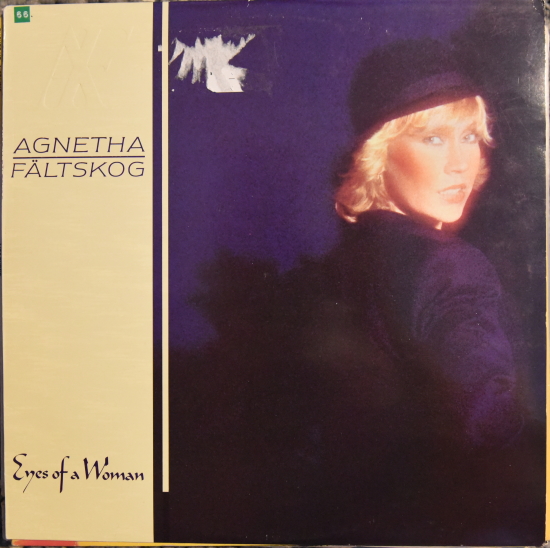 66
AGNETHA
FÄLTSKOG
Eyes of a Woman